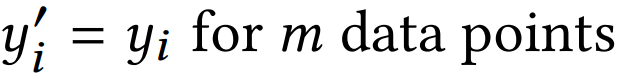 y′ᵢ = yᵢ for m data points